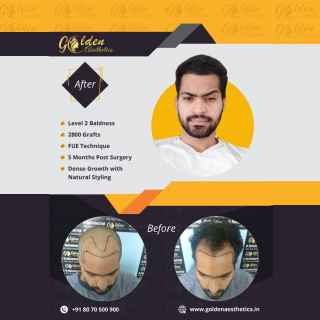 Golden
Aesthetics
After
Level 2 Baldness
2800 Grafts
FUE Technique
5 Months Post Surgery
Dense Growth with
Natural Styling
Before
+91 80 70 500 900
www.goldenaesthetics.in